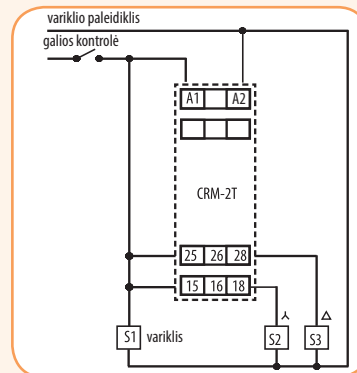 variklio paleidiklis
galios kontrolė
A1 A2
CRM-2T
25 26 28
15 16 18
S1 variklis S2 ⅄ S3 Δ